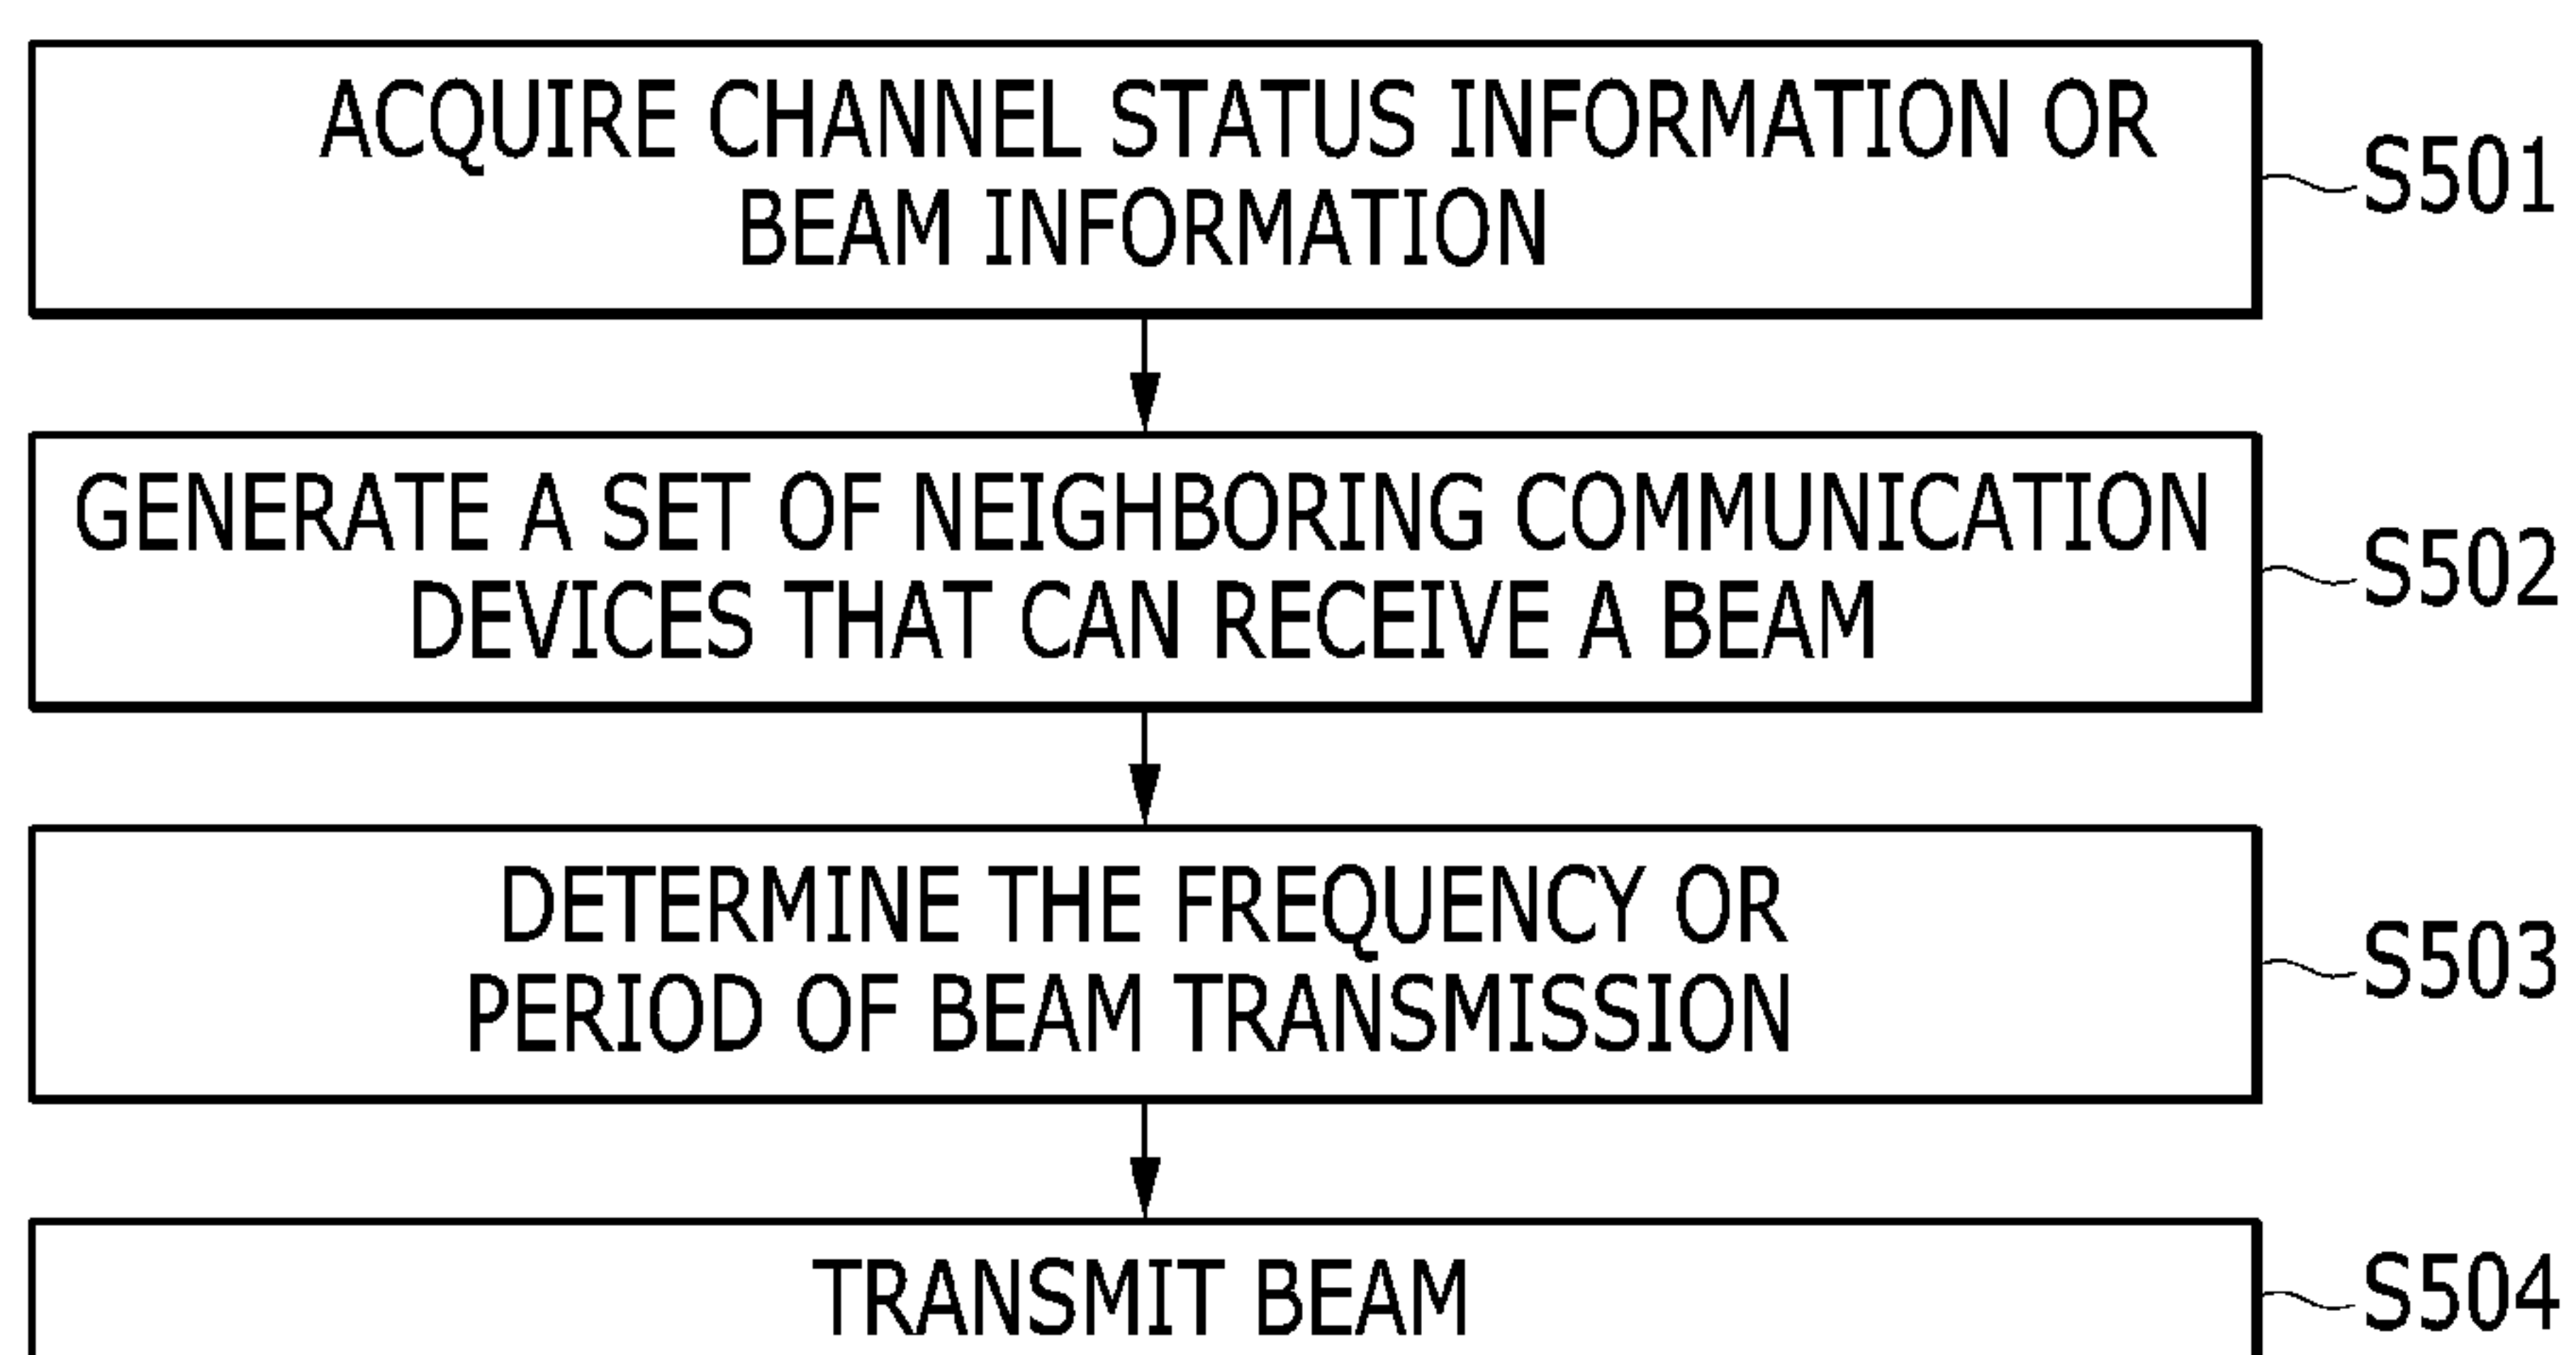 ACQUIRE CHANNEL STATUS INFORMATION OR
BEAM INFORMATION
S501
GENERATE A SET OF NEIGHBORING COMMUNICATION
DEVICES THAT CAN RECEIVE A BEAM
S502
DETERMINE THE FREQUENCY OR
PERIOD OF BEAM TRANSMISSION
S503
TRANSMIT BEAM
S504